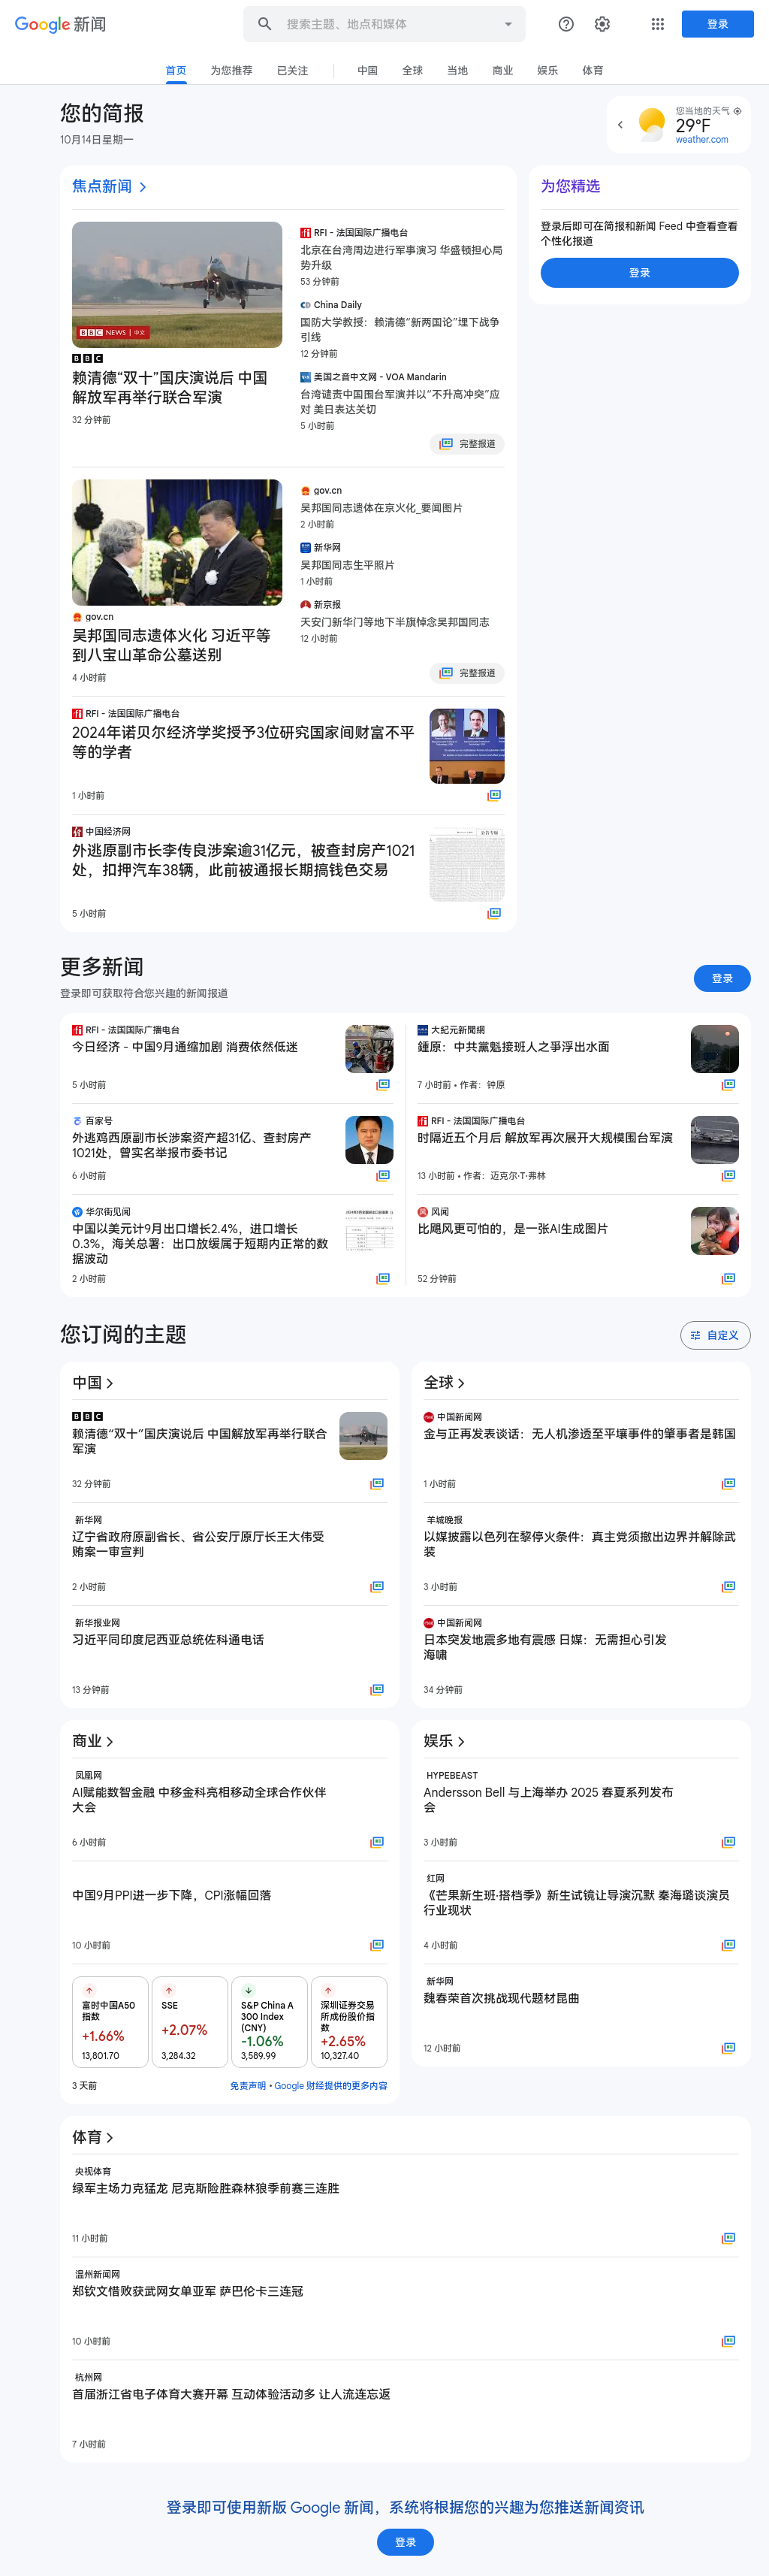 Google 新闻
搜索主题、地点和媒体
登录
首页
为您推荐
已关注
中国
全球
当地
商业
娱乐
体育
您的简报
10月14日星期一
您当地的天气
29°F
weather.com
焦点新闻
BBC NEWS | 中文
BBC
赖清德“双十”国庆演说后 中国
解放军再举行联合军演
32 分钟前
RFI - 法国国际广播电台
北京在台湾周边进行军事演习 华盛顿担心局
势升级
53 分钟前
China Daily
国防大学教授：赖清德“新两国论”埋下战争
引线
12 分钟前
美国之音中文网 - VOA Mandarin
台湾谴责中国围台军演并以“不升高冲突”应
对 美日表达关切
5 小时前
完整报道
为您精选
登录后即可在简报和新闻 Feed 中查看查看
个性化报道
登录
gov.cn
吴邦国同志遗体火化 习近平等
到八宝山革命公墓送别
4 小时前
gov.cn
吴邦国同志遗体在京火化_要闻图片
2 小时前
新华网
吴邦国同志生平照片
1 小时前
新京报
天安门新华门等地下半旗悼念吴邦国同志
12 小时前
完整报道
RFI - 法国国际广播电台
2024年诺贝尔经济学奖授予3位研究国家间财富不平
等的学者
1 小时前
中国经济网
外逃原副市长李传良涉案逾31亿元，被查封房产1021
处，扣押汽车38辆，此前被通报长期搞钱色交易
5 小时前
更多新闻
登录即可获取符合您兴趣的新闻报道
登录
RFI - 法国国际广播电台
今日经济 - 中国9月通缩加剧 消费依然低迷
5 小时前
百家号
外逃鸡西原副市长涉案资产超31亿、查封房产
1021处，曾实名举报市委书记
6 小时前
华尔街见闻
中国以美元计9月出口增长2.4%，进口增长
0.3%，海关总署：出口放缓属于短期内正常的数
据波动
2 小时前
大紀元新聞網
鍾原：中共黨魁接班人之爭浮出水面
7 小时前 • 作者：钟原
RFI - 法国国际广播电台
时隔近五个月后 解放军再次展开大规模围台军演
13 小时前 • 作者：迈克尔·T·弗林
风闻
比飓风更可怕的，是一张AI生成图片
52 分钟前
您订阅的主题
自定义
中国
BBC
赖清德“双十”国庆演说后 中国解放军再举行联合
军演
32 分钟前
新华网
辽宁省政府原副省长、省公安厅原厅长王大伟受
贿案一审宣判
2 小时前
新华报业网
习近平同印度尼西亚总统佐科通电话
13 分钟前
全球
中国新闻网
金与正再发表谈话：无人机渗透至平壤事件的肇事者是韩国
1 小时前
羊城晚报
以媒披露以色列在黎停火条件：真主党须撤出边界并解除武
装
3 小时前
中国新闻网
日本突发地震多地有震感 日媒：无需担心引发
海啸
34 分钟前
商业
凤凰网
AI赋能数智金融 中移金科亮相移动全球合作伙伴
大会
6 小时前
中国9月PPI进一步下降，CPI涨幅回落
10 小时前
富时中国A50
指数
+1.66%
13,801.70
SSE
+2.07%
3,284.32
S&P China A
300 Index
(CNY)
-1.06%
3,589.99
深圳证券交易
所成份股价指
数
+2.65%
10,327.40
3 天前
免责声明 • Google 财经提供的更多内容
娱乐
HYPEBEAST
Andersson Bell 与上海举办 2025 春夏系列发布
会
3 小时前
红网
《芒果新生班·搭档季》新生试镜让导演沉默 秦海璐谈演员
行业现状
4 小时前
新华网
魏春荣首次挑战现代题材昆曲
12 小时前
体育
央视体育
绿军主场力克猛龙 尼克斯险胜森林狼季前赛三连胜
11 小时前
温州新闻网
郑钦文惜败获武网女单亚军 萨巴伦卡三连冠
10 小时前
杭州网
首届浙江省电子体育大赛开幕 互动体验活动多 让人流连忘返
7 小时前
登录即可使用新版 Google 新闻，系统将根据您的兴趣为您推送新闻资讯
登录